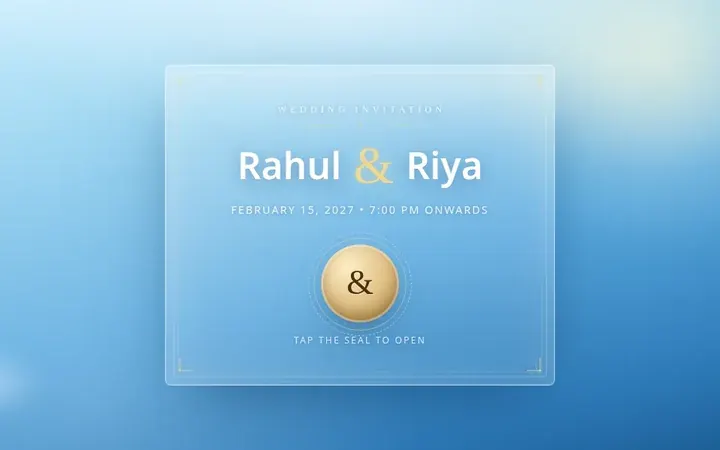 WEDDING INVITATION
Rahul & Riya
FEBRUARY 15, 2027 • 7:00 PM ONWARDS
&
TAP THE SEAL TO OPEN